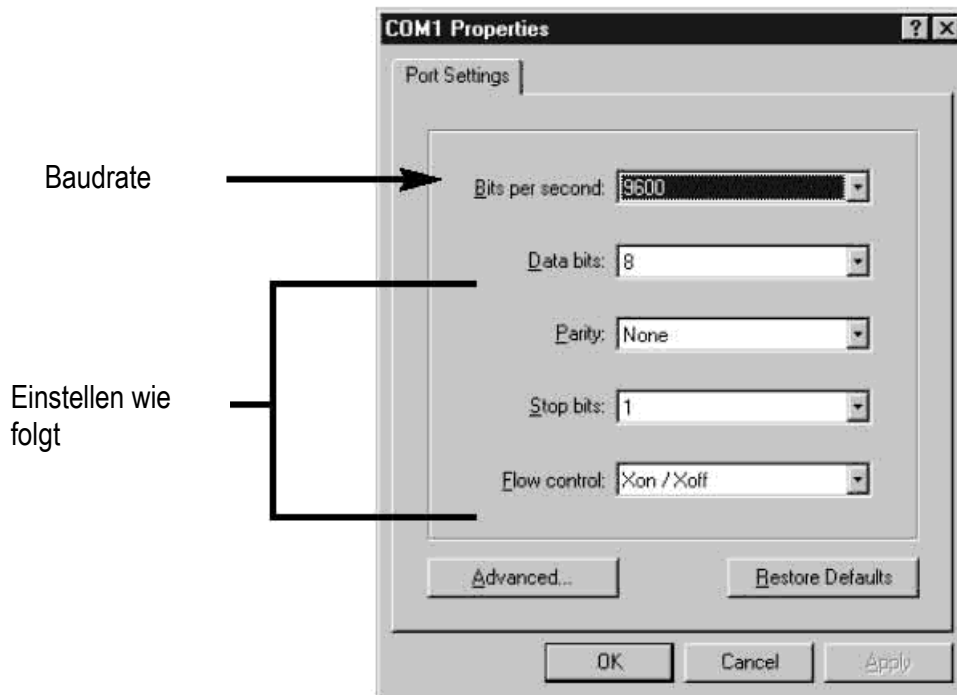 COM1 Properties
Port Settings
Baudrate
Bits per second: 9600
Data bits: 8
Parity: None
Einstellen wie
folgt
Stop bits: 1
Flow control: Xon / Xoff
Advanced... Restore Defaults
OK Cancel Apply